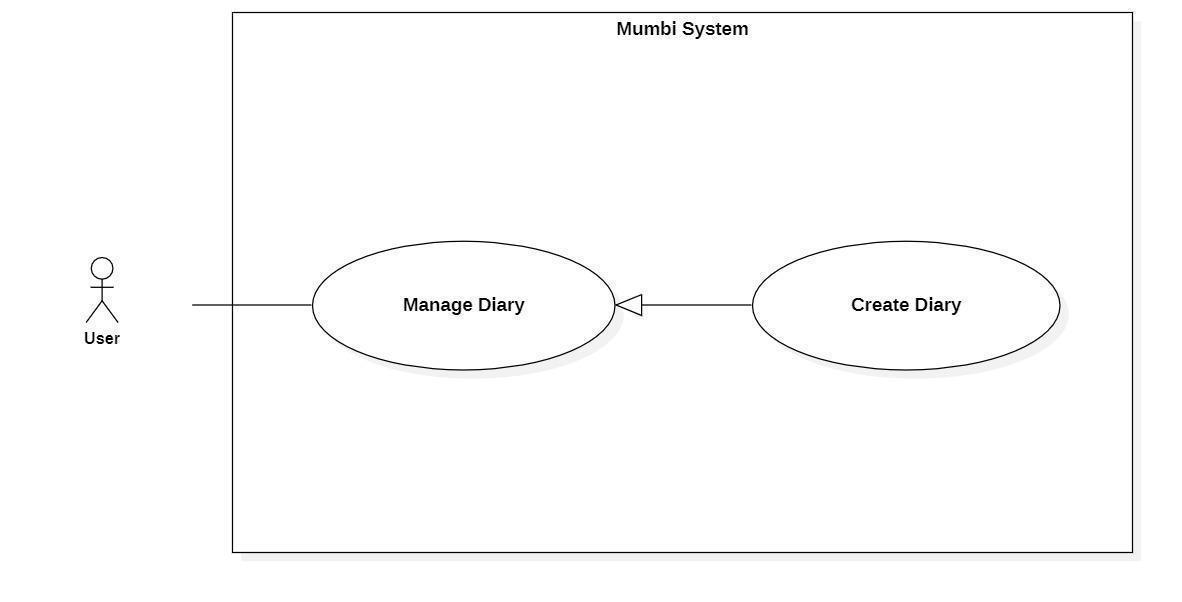 Mumbi System
Manage Diary
Create Diary
User